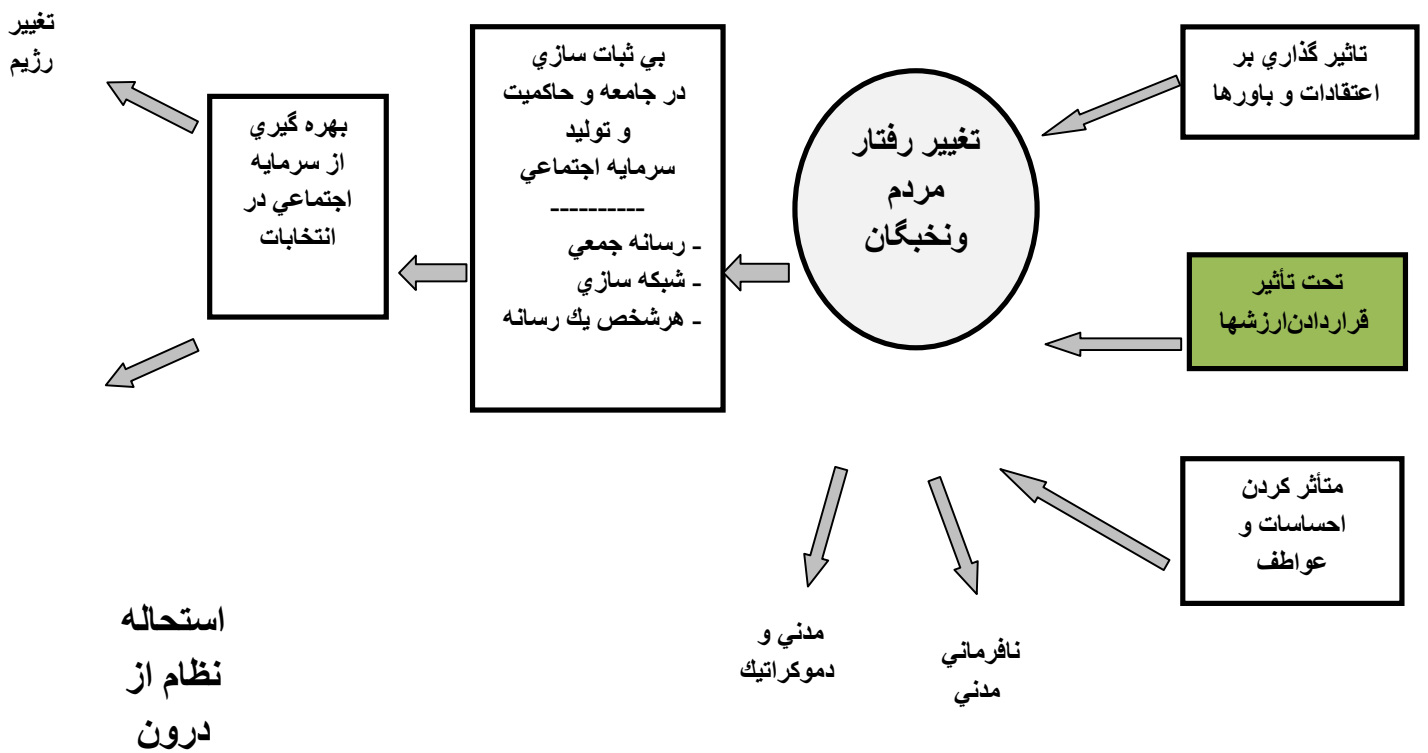 تاثير گذاري بر
اعتقادات و باورها
تحت تأثير
قراردادن‌ارزشها
متأثر كردن
احساسات و
عواطف
تغيير رفتار
مردم
ونخبگان
نافرماني
مدني
مدني و
دموكراتيك
بي ثبات سازي
در جامعه و حاكميت
و توليد
سرمايه اجتماعي
----------
- رسانه جمعي
- شبكه سازي
- هرشخص يك رسانه
بهره گيري
از سرمايه
اجتماعي در
انتخابات
تغيير
رژيم
استحاله
نظام از
درون